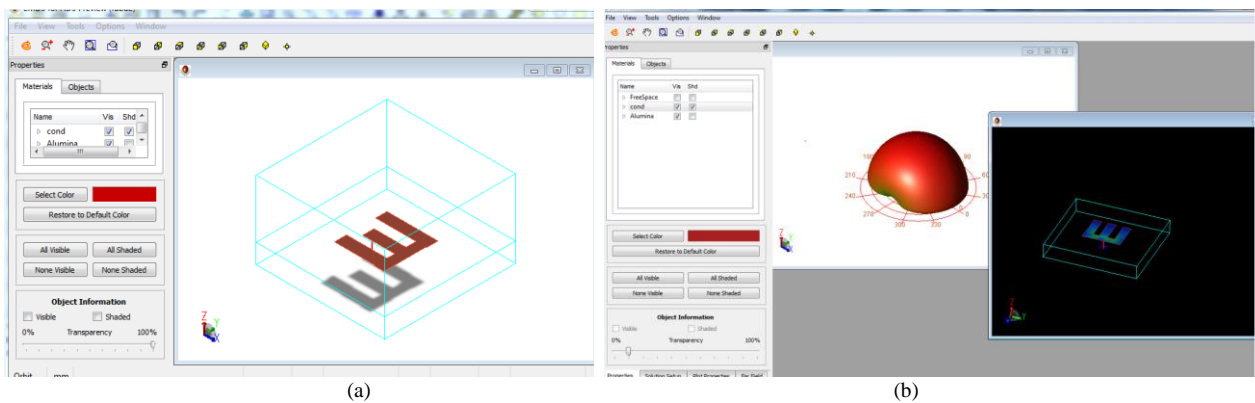 File View Tools Options Window
Properties
Materials Objects
Name Vis Shd
cond
Alumina
Select Color
Restore to Default Color
All Visible All Shaded
None Visible None Shaded
Object Information
Visible Shaded
0% Transparency 100%
Z
Y
X
mm
(a)
File View Tools Options Window
Properties
Materials Objects
Name Vis Shd
FreeSpace
cond
Alumina
Select Color
Restore to Default Color
All Visible All Shaded
None Visible None Shaded
Object Information
Visible Shaded
0% Transparency 100%
Properties Solution Setup Plot Properties Far Field
210
240
270
300
330
0
90
Z
Z
(b)